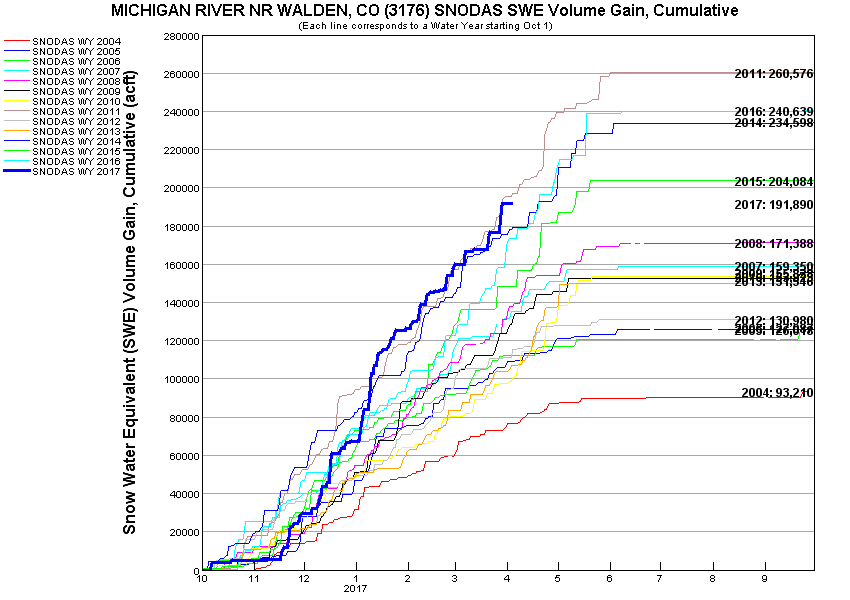 MICHIGAN RIVER NR WALDEN, CO (3176) SNODAS SWE Volume Gain, Cumulative
(Each line corresponds to a Water Year starting Oct 1)
SNODAS WY 2004
SNODAS WY 2005
SNODAS WY 2006
SNODAS WY 2007
SNODAS WY 2008
SNODAS WY 2009
SNODAS WY 2010
SNODAS WY 2011
SNODAS WY 2012
SNODAS WY 2013
SNODAS WY 2014
SNODAS WY 2015
SNODAS WY 2016
SNODAS WY 2017
Snow Water Equivalent (SWE) Volume Gain, Cumulative (acft)
280000
260000
240000
220000
200000
180000
160000
140000
120000
100000
80000
60000
40000
20000
0
2011: 260,576
2016: 240,639
2014: 234,598
2015: 204,084
2017: 191,890
2008: 171,388
2007: 159,350
2012: 130,980
2004: 93,210
10 11 12 1 2 3 4 5 6 7 8 9
2017